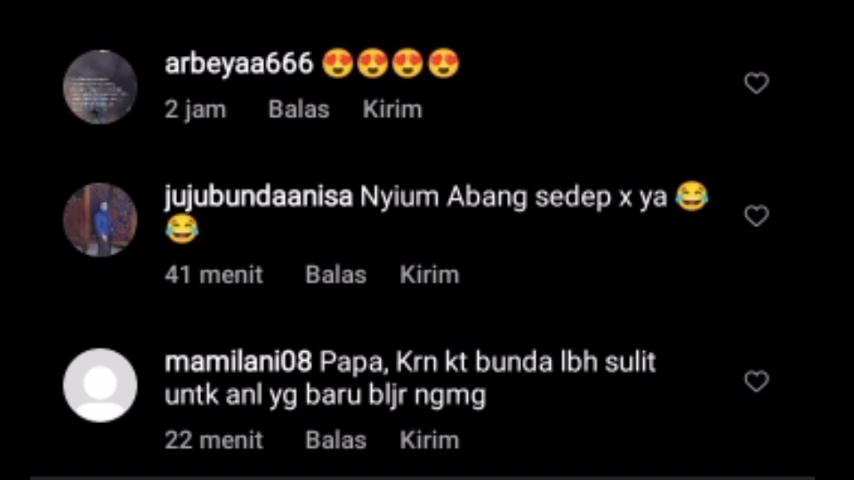 arbeyaa666 😍😍😍😍
2 jam Balas Kirim
jujubundaanisa Nyium Abang sedep x ya 😂
😂
41 menit Balas Kirim
mamilani08 Papa, Krn kt bunda lbh sulit
untk anl yg baru bljr ngmg
22 menit Balas Kirim